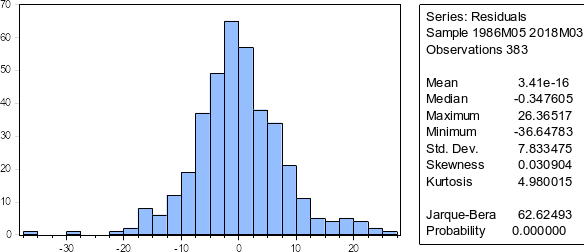 70
60
50
40
30
20
10
0
-30 -20 -10 0 10 20
Series: Residuals
Sample 1986M05 2018M03
Observations 383
Mean 3.41e-16
Median -0.347605
Maximum 26.36517
Minimum -36.64783
Std. Dev. 7.833475
Skewness 0.030904
Kurtosis 4.980015
Jarque-Bera 62.62493
Probability 0.000000